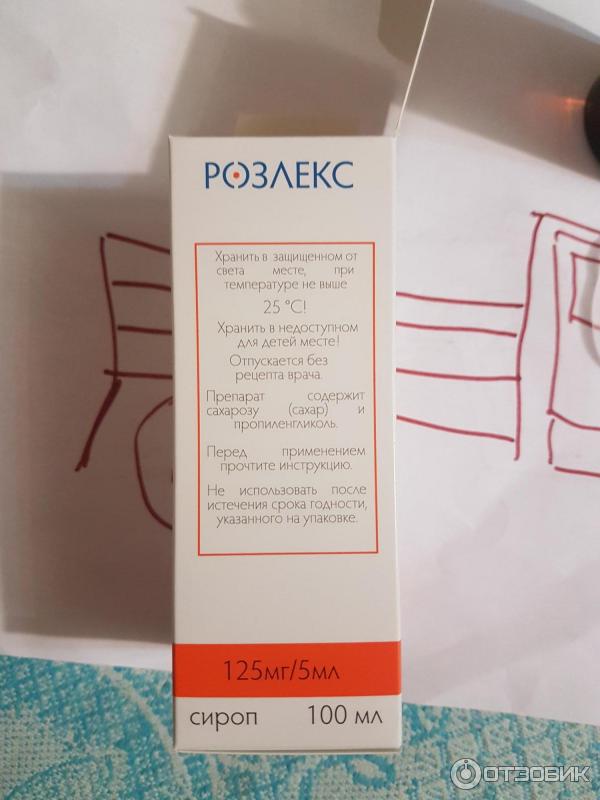 РОЗЛЕКС
Хранить в защищенном от
света месте, при
температуре не выше
25 °С!
Хранить в недоступном
для детей месте!
Отпускается без
рецепта врача.
Препарат содержит
сахарозу (сахар) и
пропиленгликоль.
Перед применением
прочтите инструкцию.
Не использовать после
истечения срока годности,
указанного на упаковке.
125мг/5мл
сироп 100 мл
ОТЗОВИК